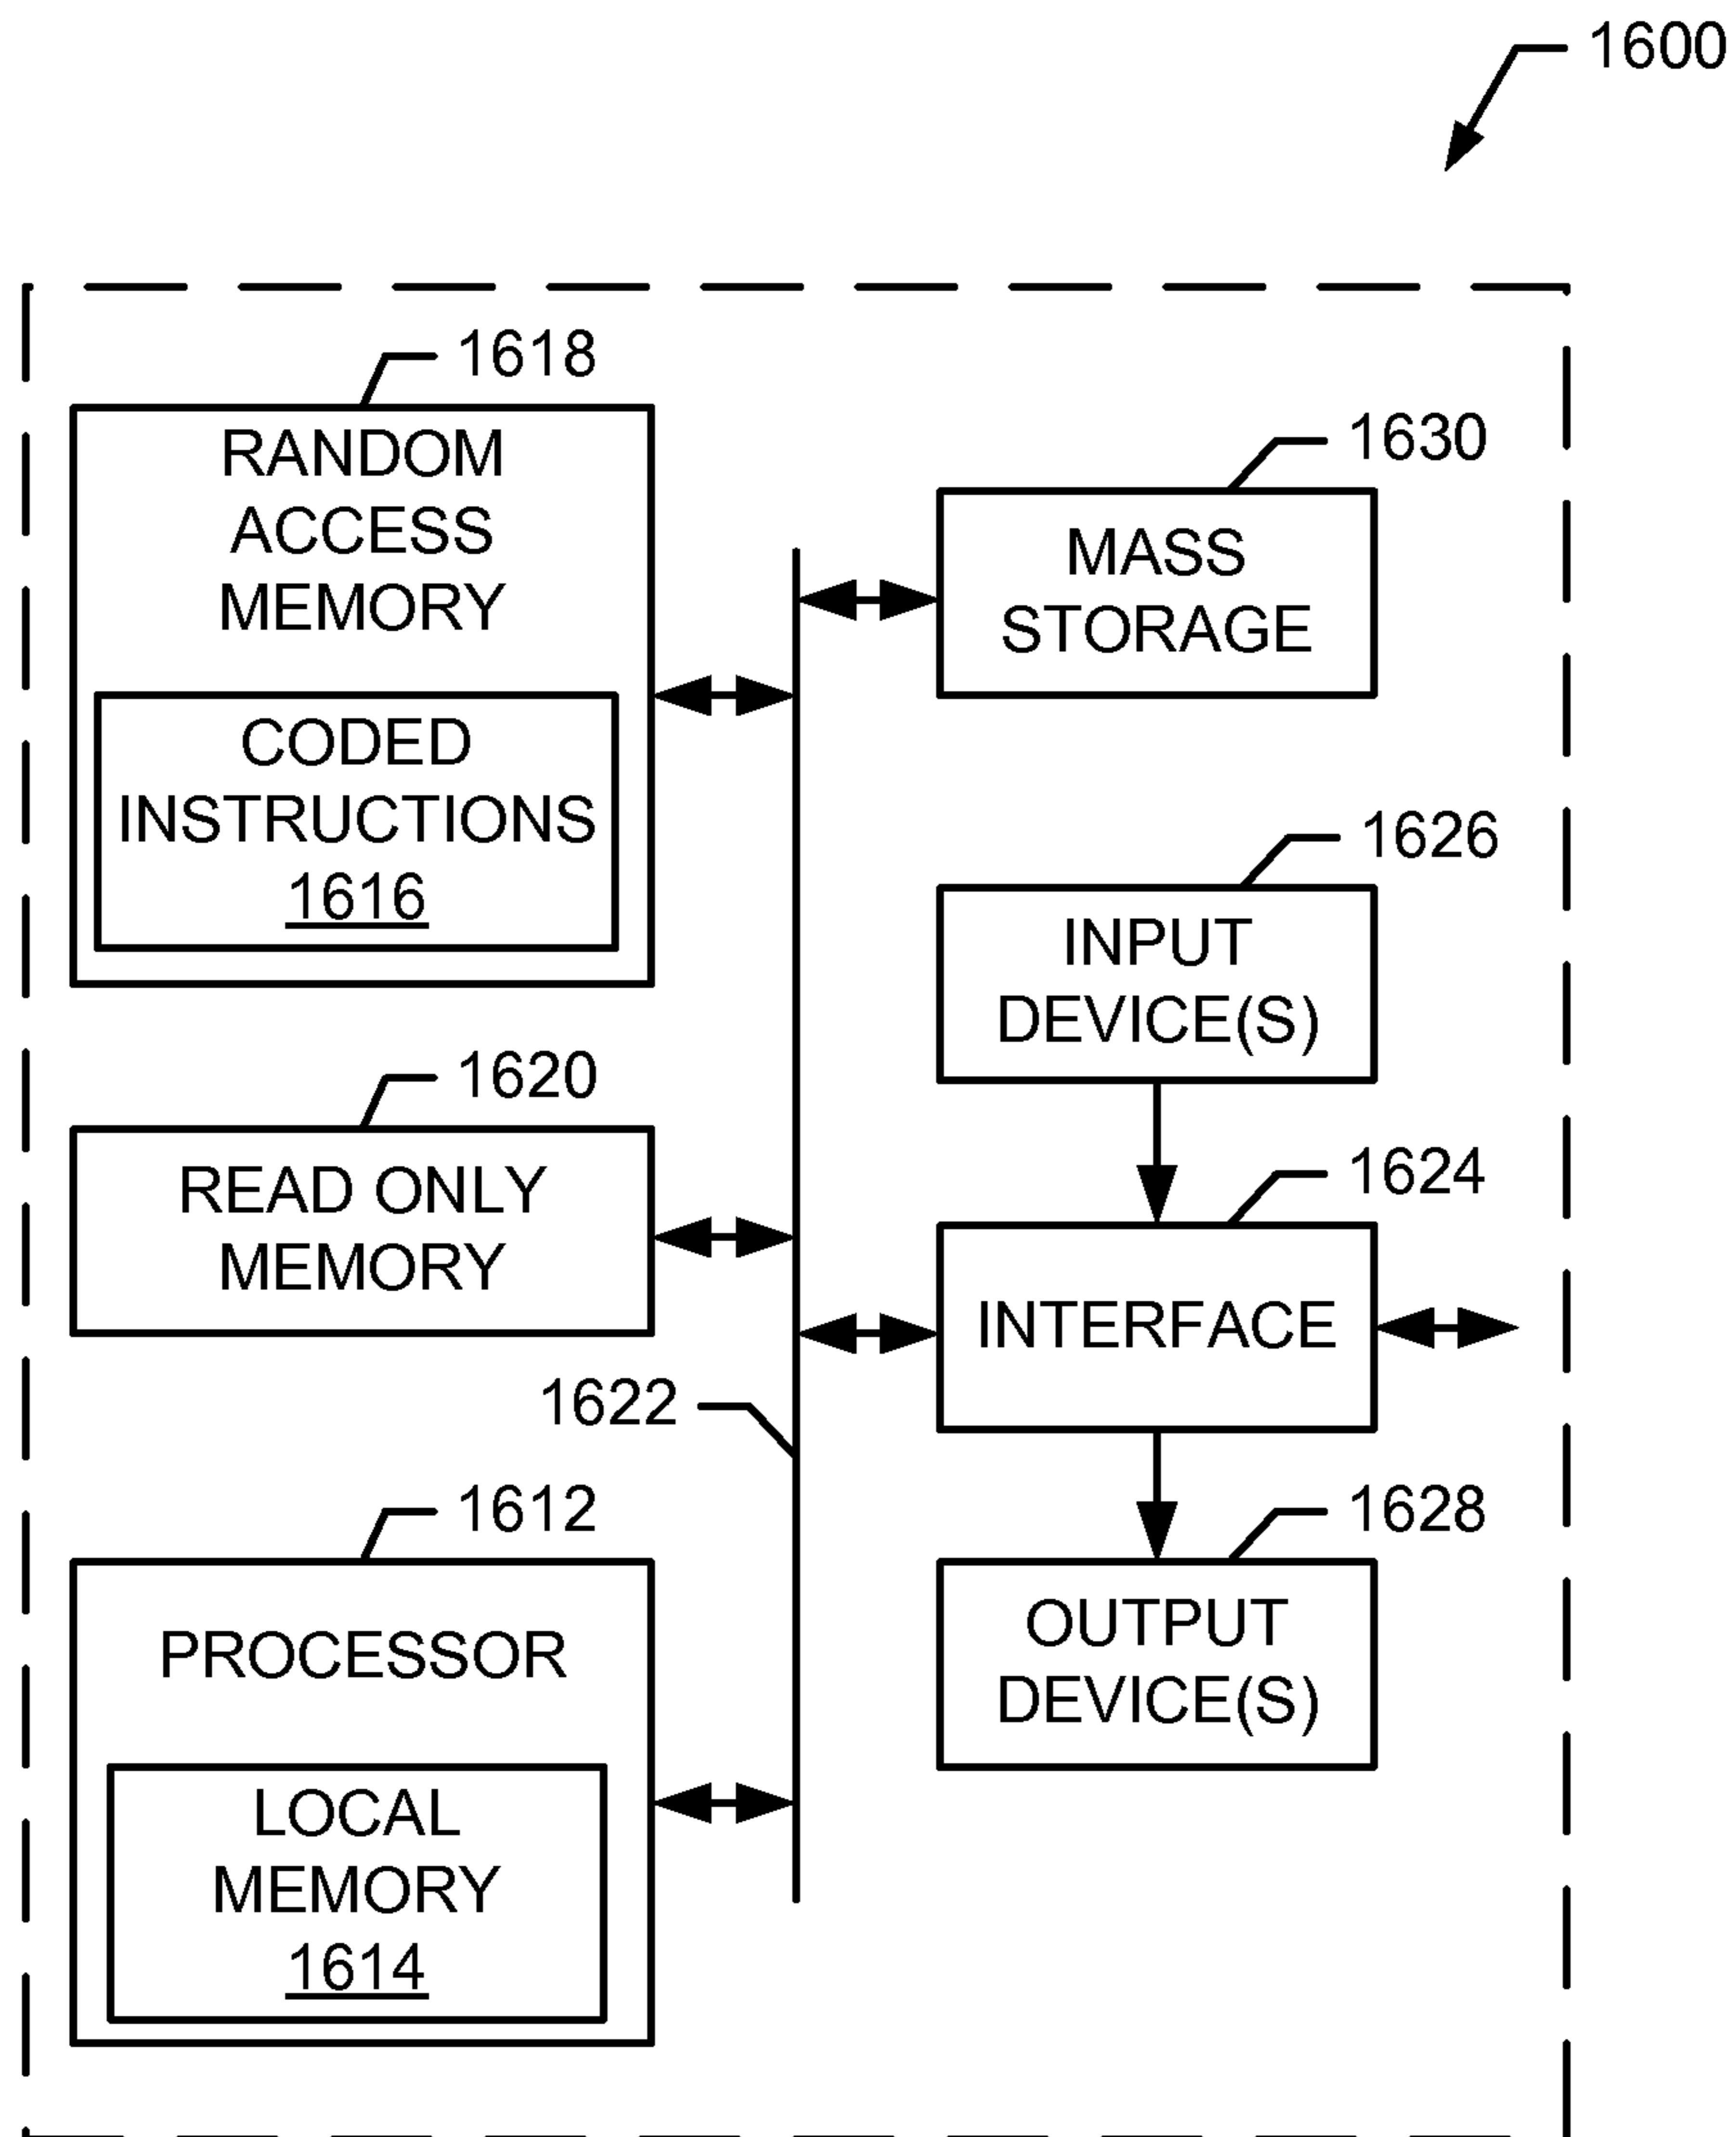 1600
1618
RANDOM
ACCESS
MEMORY
CODED
INSTRUCTIONS
1616
1620
READ ONLY
MEMORY
1622
1612
PROCESSOR
LOCAL
MEMORY
1614
1630
MASS
STORAGE
1626
INPUT
DEVICE(S)
1624
INTERFACE
1628
OUTPUT
DEVICE(S)